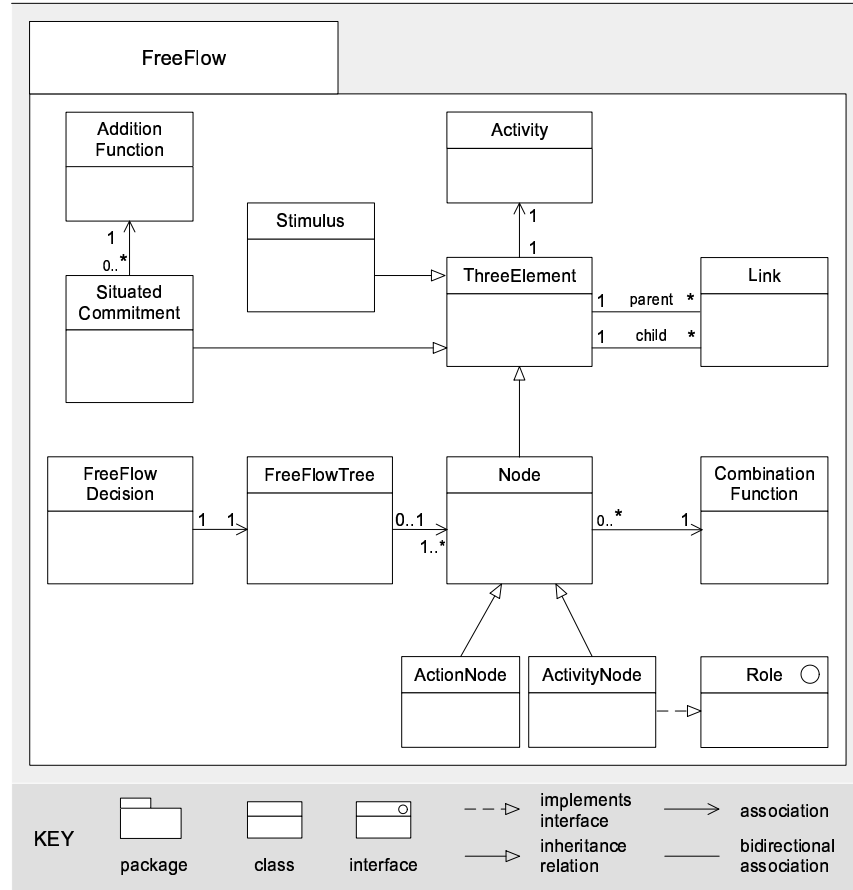 FreeFlow
Addition
Function
Activity
Stimulus
1
1
1
0..*
Situated
Commitment
ThreeElement
Link
1 parent *
1 child *
FreeFlow
Decision
FreeFlowTree
Node
Combination
Function
1 1
0..1
1..*
0..*
1
ActionNode
ActivityNode
Role
KEY
package
class
interface
implements
interface
inheritance
relation
association
bidirectional
association